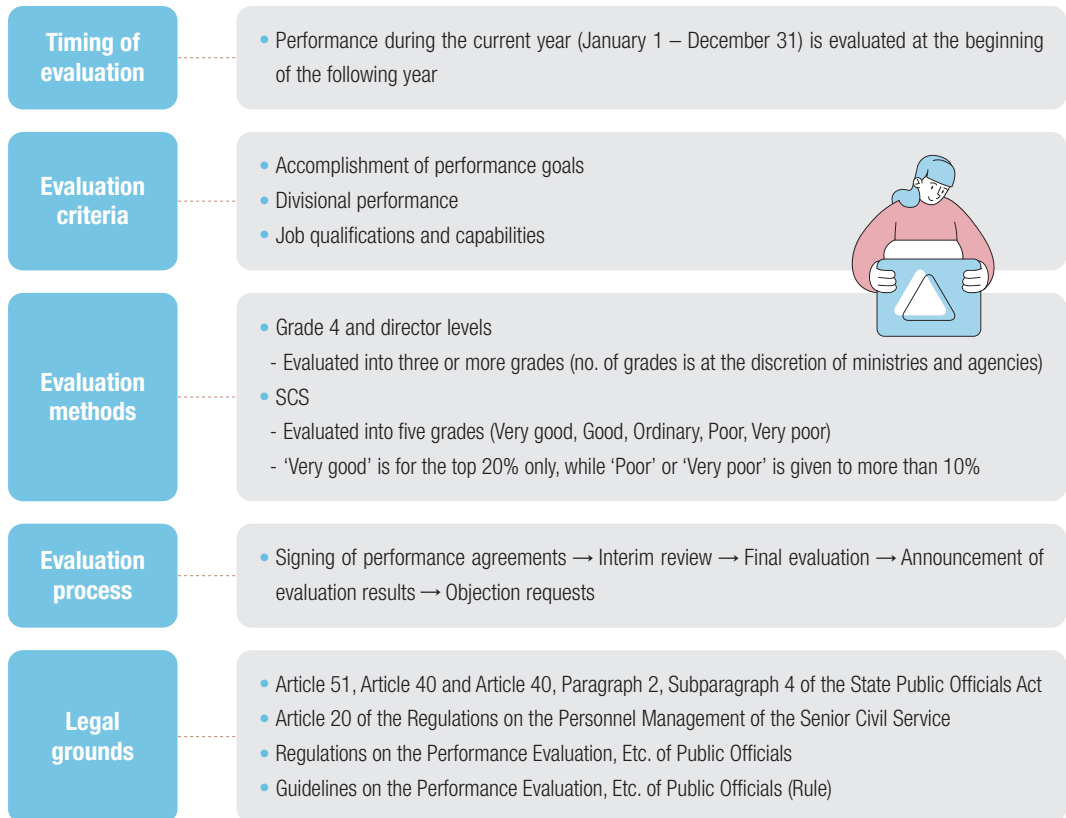 Timing of
evaluation
• Performance during the current year (January 1 – December 31) is evaluated at the beginning
of the following year
Evaluation
criteria
• Accomplishment of performance goals
• Divisional performance
• Job qualifications and capabilities
Evaluation
methods
• Grade 4 and director levels
- Evaluated into three or more grades (no. of grades is at the discretion of ministries and agencies)
• SCS
- Evaluated into five grades (Very good, Good, Ordinary, Poor, Very poor)
- ‘Very good’ is for the top 20% only, while ‘Poor’ or ‘Very poor’ is given to more than 10%
Evaluation
process
• Signing of performance agreements → Interim review → Final evaluation → Announcement of
evaluation results → Objection requests
Legal
grounds
• Article 51, Article 40 and Article 40, Paragraph 2, Subparagraph 4 of the State Public Officials Act
• Article 20 of the Regulations on the Personnel Management of the Senior Civil Service
• Regulations on the Performance Evaluation, Etc. of Public Officials
• Guidelines on the Performance Evaluation, Etc. of Public Officials (Rule)